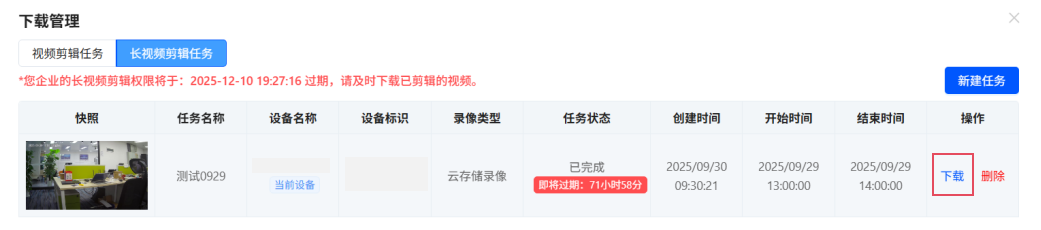 下载管理
视频剪辑任务 长视频剪辑任务
*您企业的长视频剪辑权限将于：2025-12-10 19:27:16 过期，请及时下载已剪辑的视频。
新建任务
快照 任务名称 设备名称 设备标识 录像类型 任务状态 创建时间 开始时间 结束时间 操作
测试0929
当前设备
云存储录像
已完成
即将过期：71小时58分
2025/09/30
09:30:21
2025/09/29
13:00:00
2025/09/29
14:00:00
下载 删除